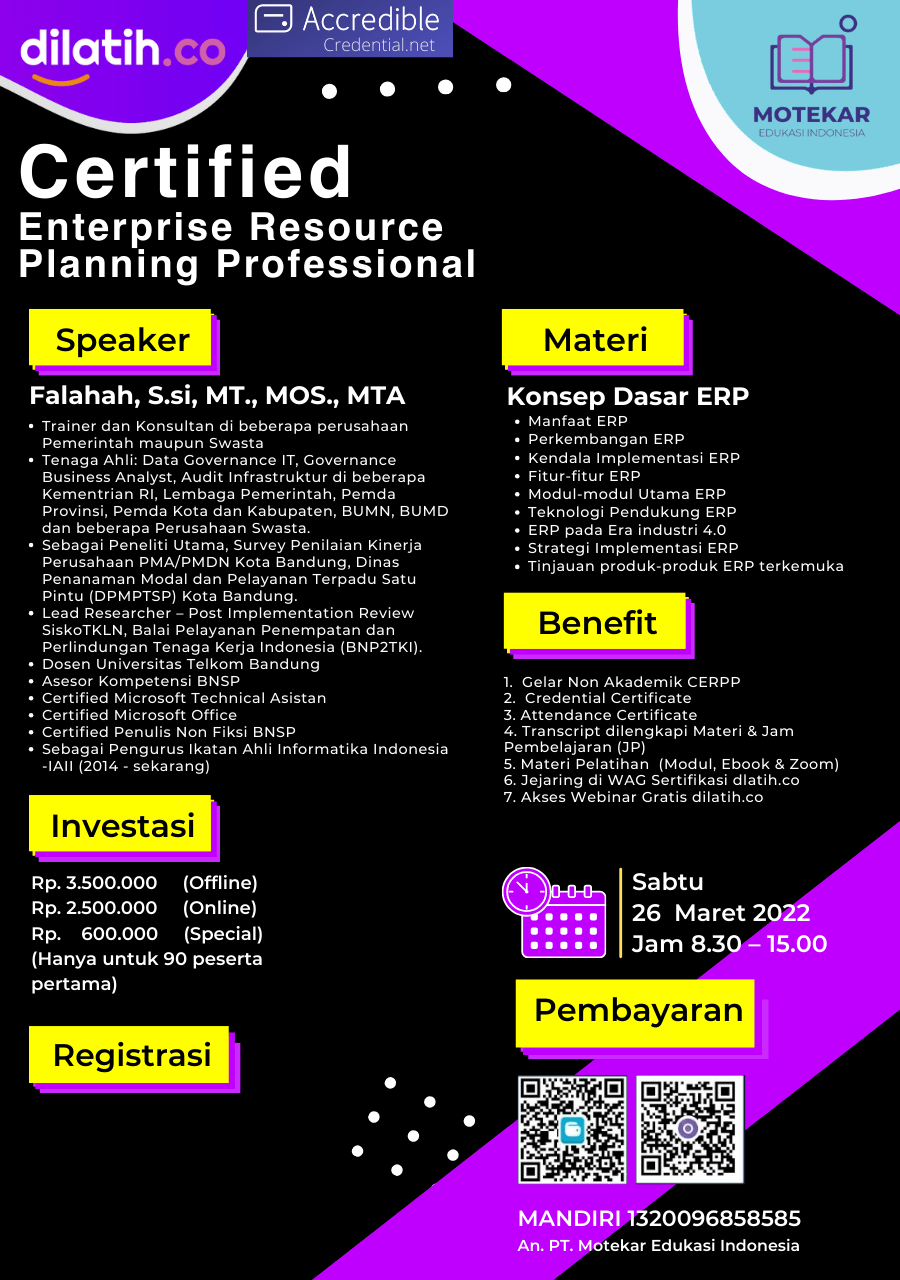 dilatih.co
Accredible
Credential.net
MOTEKAR
EDUKASI INDONESIA
Certified
Enterprise Resource
Planning Professional
Speaker
Falahah, S.si, MT., MOS., MTA
• Trainer dan Konsultan di beberapa perusahaan
Pemerintah maupun Swasta
• Tenaga Ahli: Data Governance IT, Governance
Business Analyst, Audit Infrastruktur di beberapa
Kementrian RI, Lembaga Pemerintah, Pemda
Provinsi, Pemda Kota dan Kabupaten, BUMN, BUMD
dan beberapa Perusahaan Swasta.
• Sebagai Peneliti Utama, Survey Penilaian Kinerja
Perusahaan PMA/PMDN Kota Bandung, Dinas
Penanaman Modal dan Pelayanan Terpadu Satu
Pintu (DPMPTSP) Kota Bandung.
• Lead Researcher – Post Implementation Review
SiskoTKLN, Balai Pelayanan Penempatan dan
Perlindungan Tenaga Kerja Indonesia (BNP2TKI).
• Dosen Universitas Telkom Bandung
• Asesor Kompetensi BNSP
• Certified Microsoft Technical Asistan
• Certified Microsoft Office
• Certified Penulis Non Fiksi BNSP
• Sebagai Pengurus Ikatan Ahli Informatika Indonesia
-IAII (2014 - sekarang)
Investasi
Rp. 3.500.000 (Offline)
Rp. 2.500.000 (Online)
Rp. 600.000 (Special)
(Hanya untuk 90 peserta
pertama)
Registrasi
Materi
Konsep Dasar ERP
• Manfaat ERP
• Perkembangan ERP
• Kendala Implementasi ERP
• Fitur-fitur ERP
• Modul-modul Utama ERP
• Teknologi Pendukung ERP
• ERP pada Era industri 4.0
• Strategi Implementasi ERP
• Tinjauan produk-produk ERP terkemuka
Benefit
1. Gelar Non Akademik CERPP
2. Credential Certificate
3. Attendance Certificate
4. Transcript dilengkapi Materi & Jam
Pembelajaran (JP)
5. Materi Pelatihan (Modul, Ebook & Zoom)
6. Jejaring di WAG Sertifikasi dlatih.co
7. Akses Webinar Gratis dilatih.co
Sabtu
26 Maret 2022
Jam 8.30 – 15.00
Pembayaran
MANDIRI 1320096858585
An. PT. Motekar Edukasi Indonesia